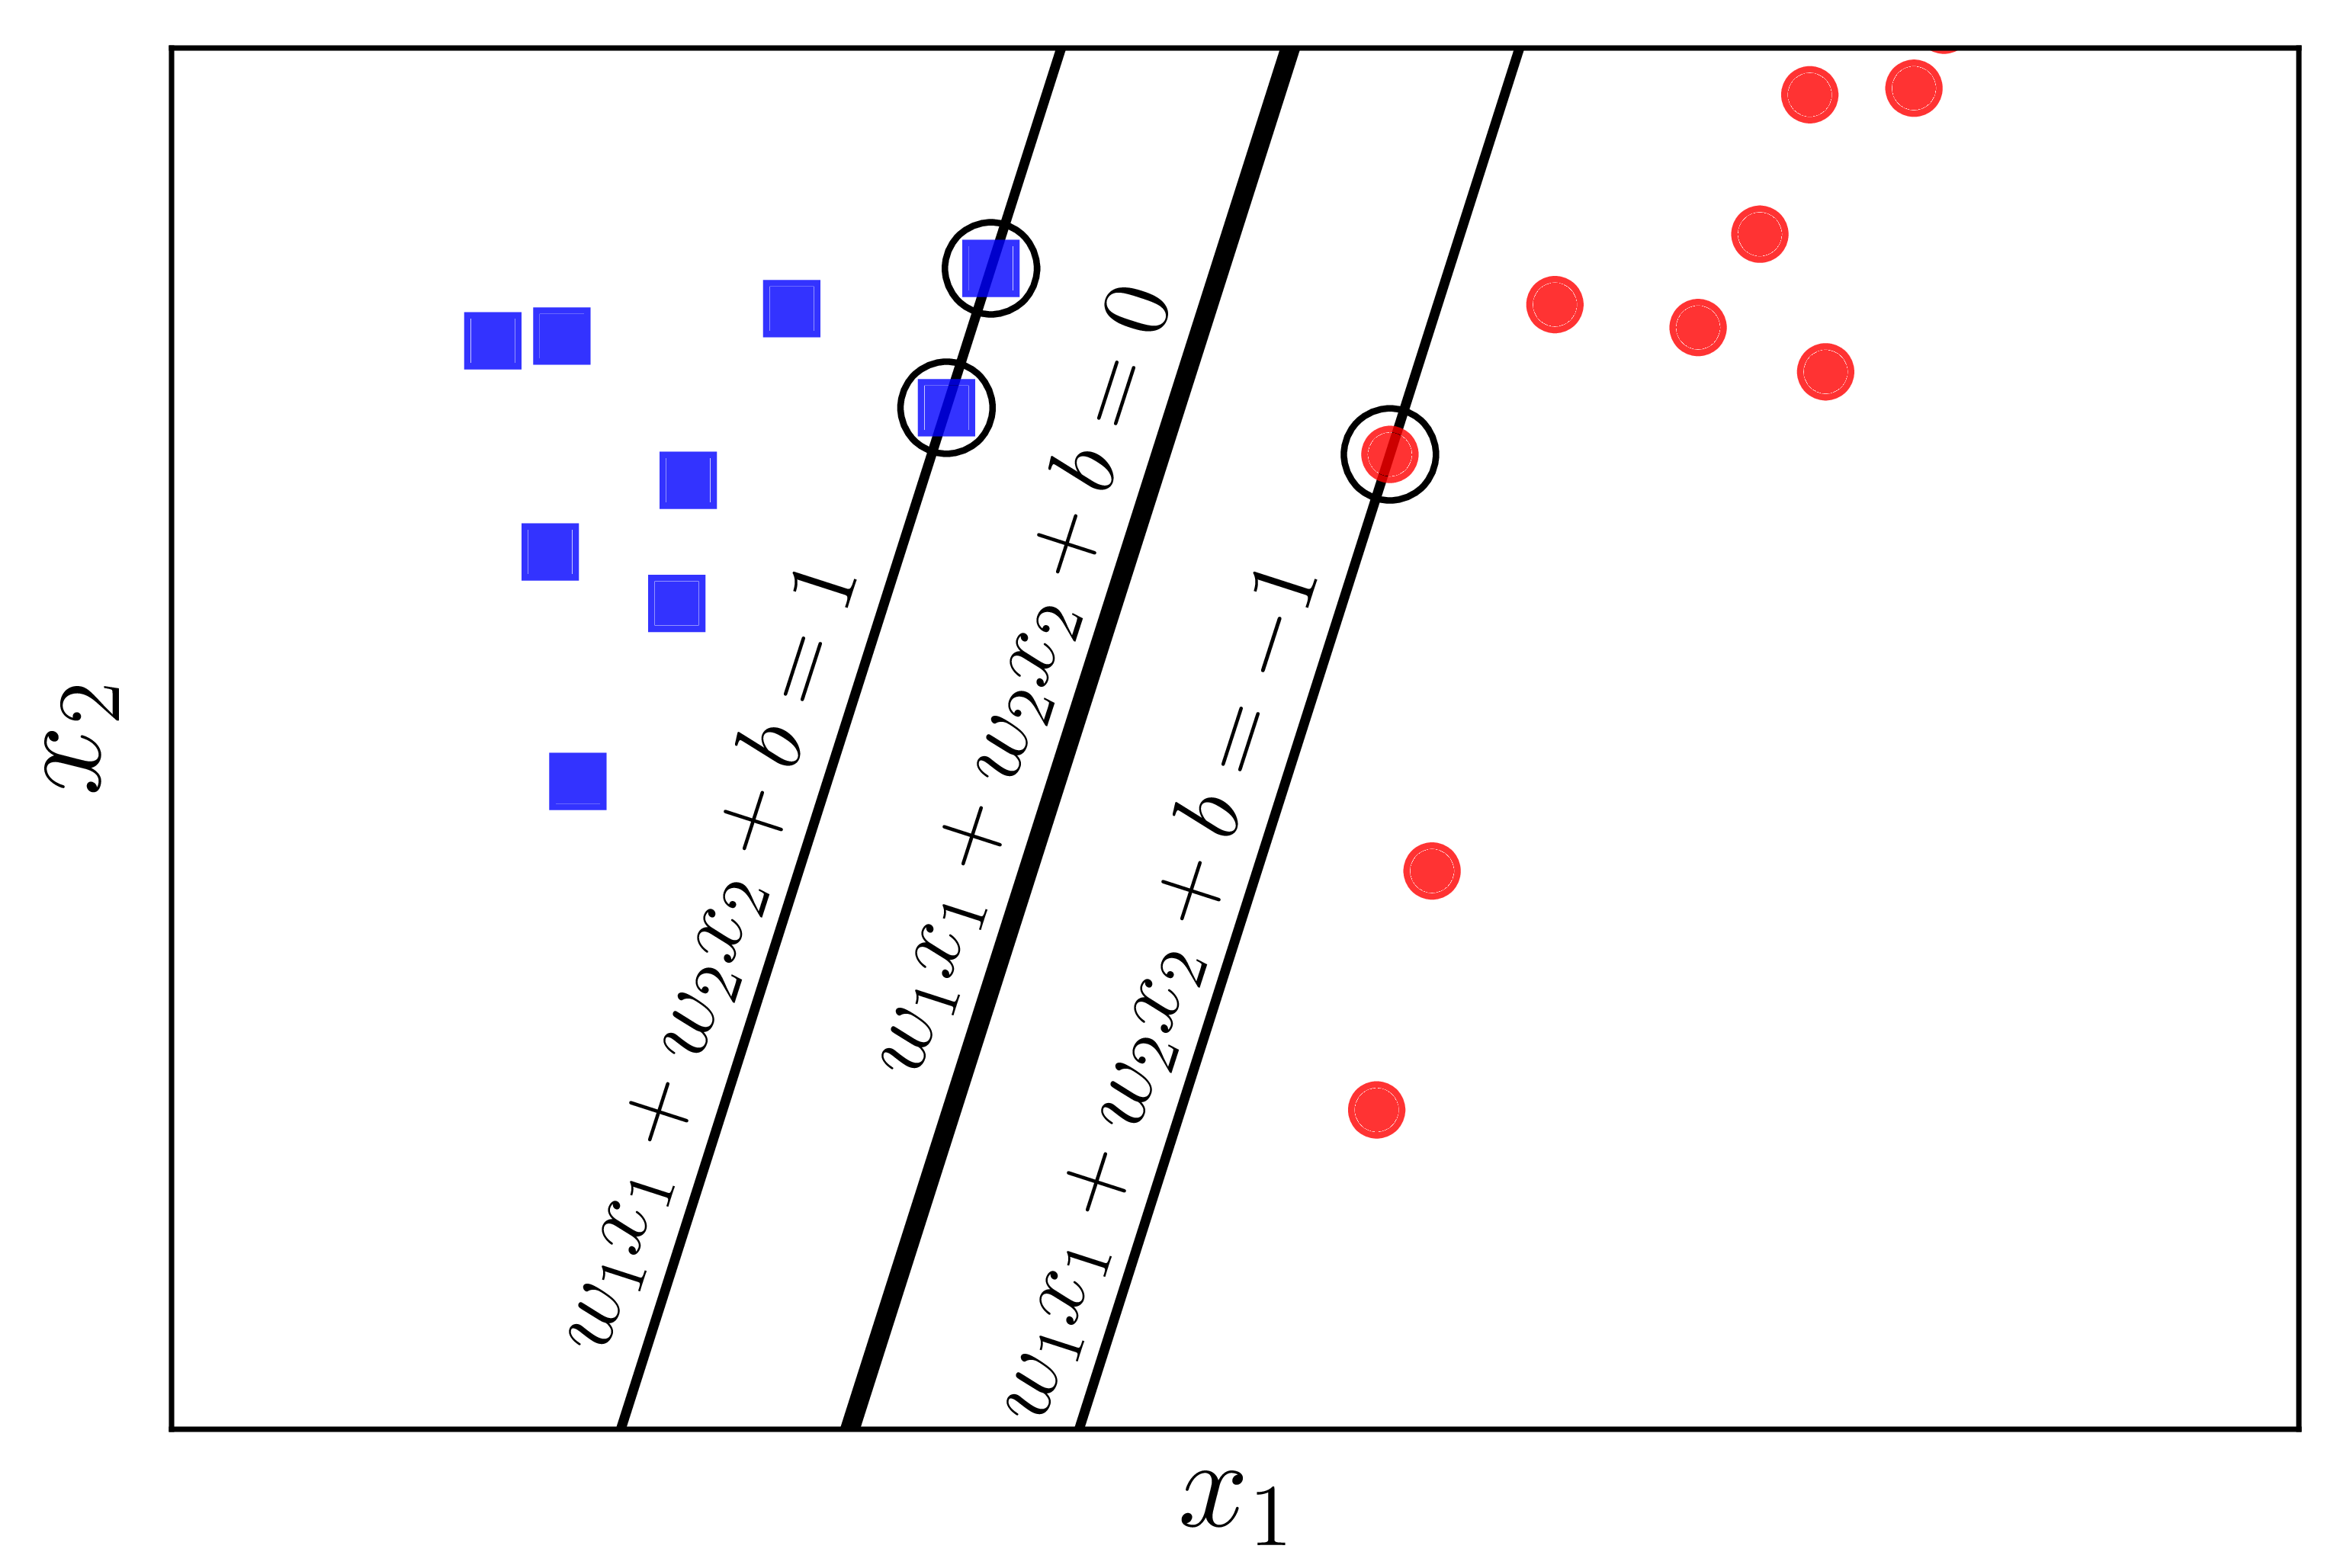 x₂
w₁x₁ + w₂x₂ + b = 1
w₁x₁ + w₂x₂ + b = 0
w₁x₁ + w₂x₂ + b = −1
x₁